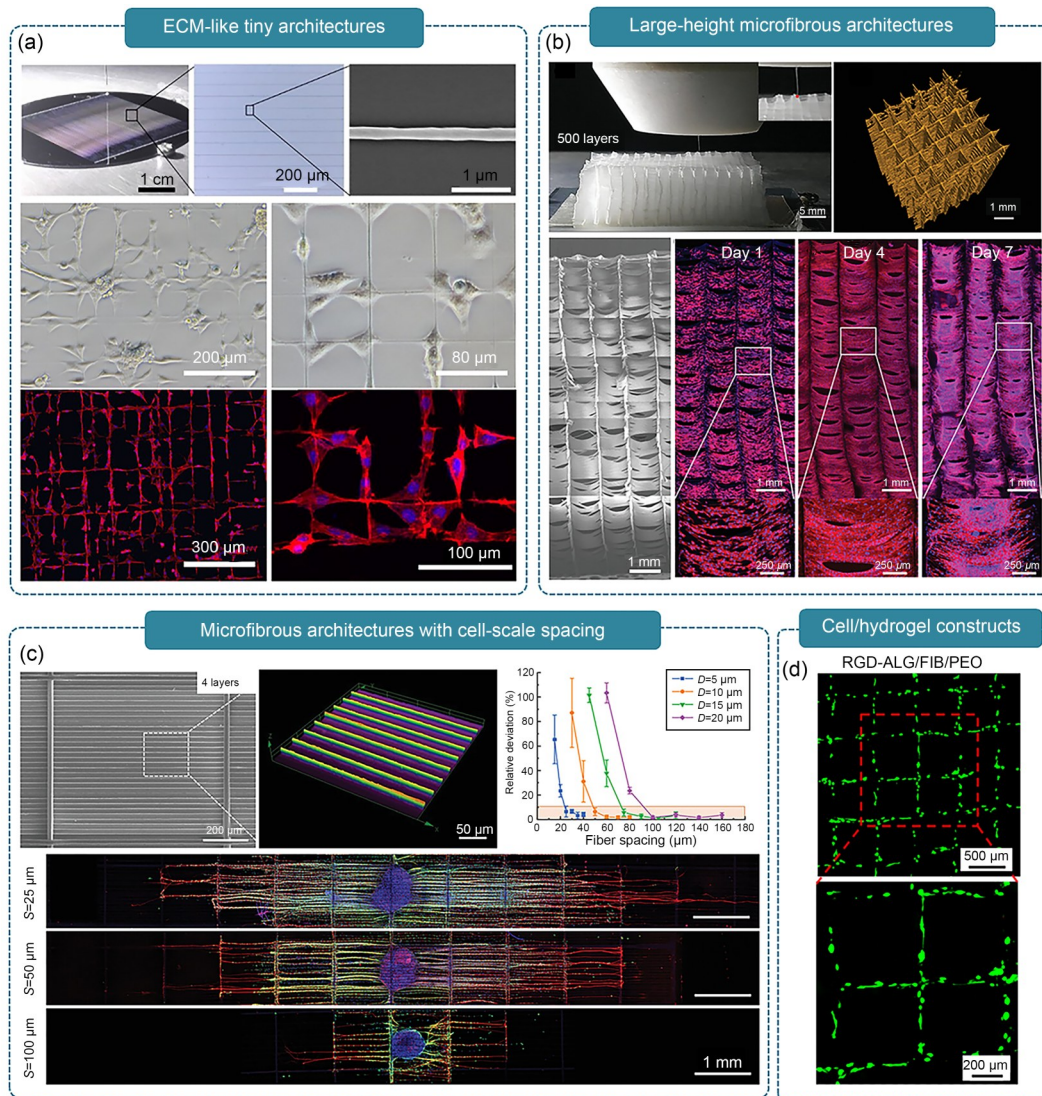 ECM-like tiny architectures
(a)
1 cm
200 µm
1 µm
200 µm
80 µm
300 µm
100 µm
Large-height microfibrous architectures
(b)
500 layers
5 mm
1 mm
Day 1
Day 4
Day 7
1 mm
1 mm
1 mm
1 mm
250 µm
250 µm
250 µm
Microfibrous architectures with cell-scale spacing
(c)
4 layers
200 µm
50 µm
Relative deviation (%)
120
100
80
60
40
20
0
D=5 µm
D=10 µm
D=15 µm
D=20 µm
0 20 40 60 80 100 120 140 160 180
Fiber spacing (µm)
S=25 µm
S=50 µm
S=100 µm
1 mm
Cell/hydrogel constructs
(d)
RGD-ALG/FIB/PEO
500 µm
200 µm